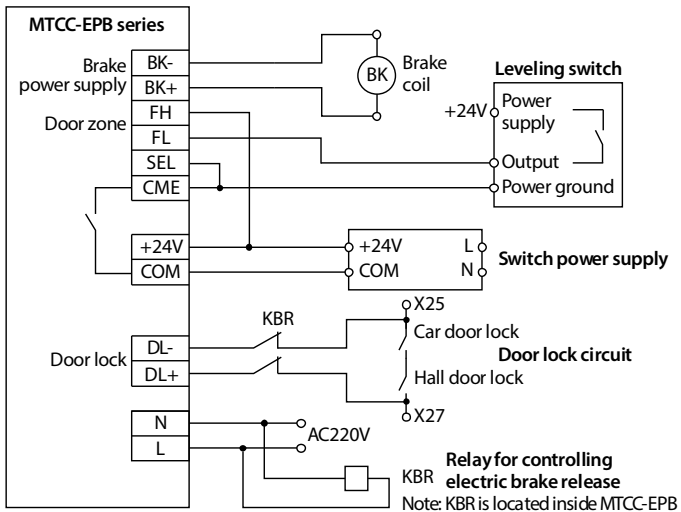 MTCC-EPB series
Brake
power supply
BK-
BK+
Door zone
FH
FL
SEL
CME
+24V
COM
Door lock
DL-
DL+
N
L
BK
Brake
coil
Leveling switch
+24V
Power
supply
Output
Power ground
+24V
COM
L
N
Switch power supply
KBR
X25
Car door lock
Door lock circuit
Hall door lock
X27
AC220V
KBR
Relay for controlling
electric brake release
Note: KBR is located inside MTCC-EPB